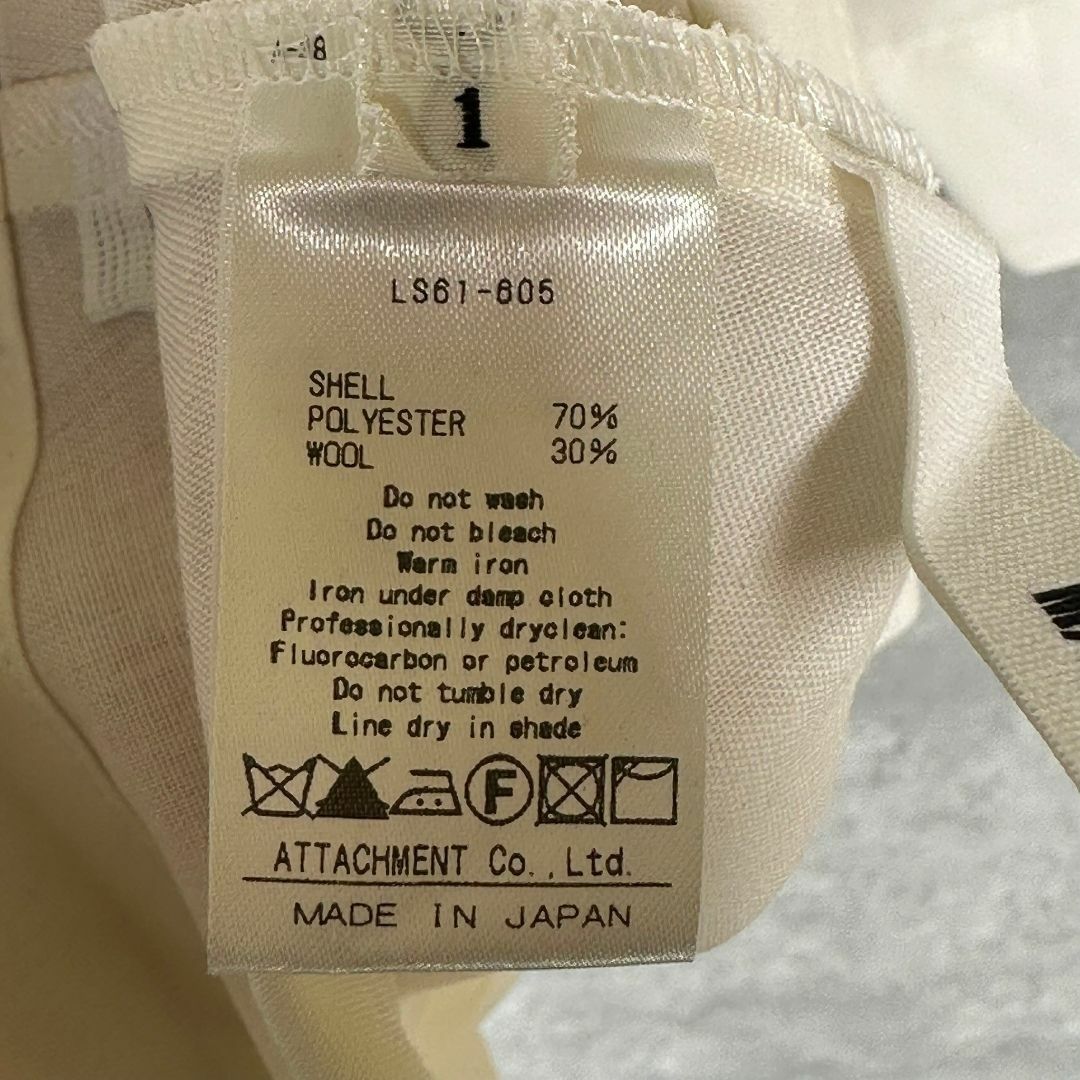 1
LS61-605
SHELL
POLYESTER 70%
WOOL 30%
Do not wash
Do not bleach
Warm iron
Iron under damp cloth
Professionally dryclean:
Fluorocarbon or petroleum
Do not tumble dry
Line dry in shade
F
ATTACHMENT Co.,Ltd.
MADE IN JAPAN